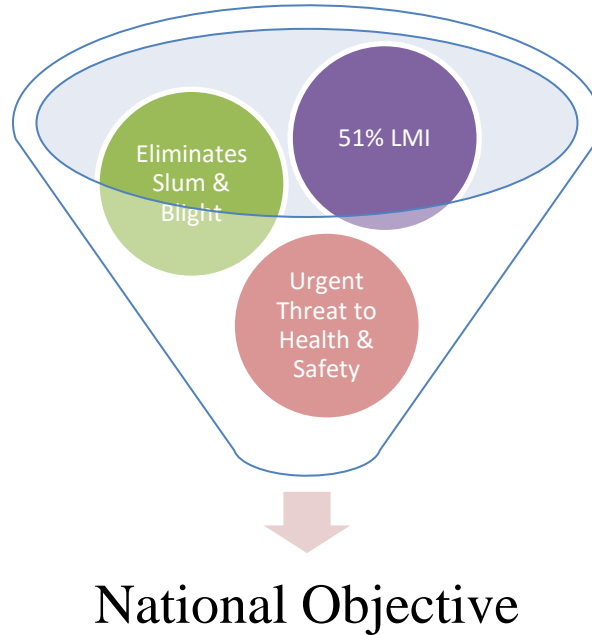 51% LMI
Eliminates
Slum &
Blight
Urgent
Threat to
Health &
Safety
National Objective